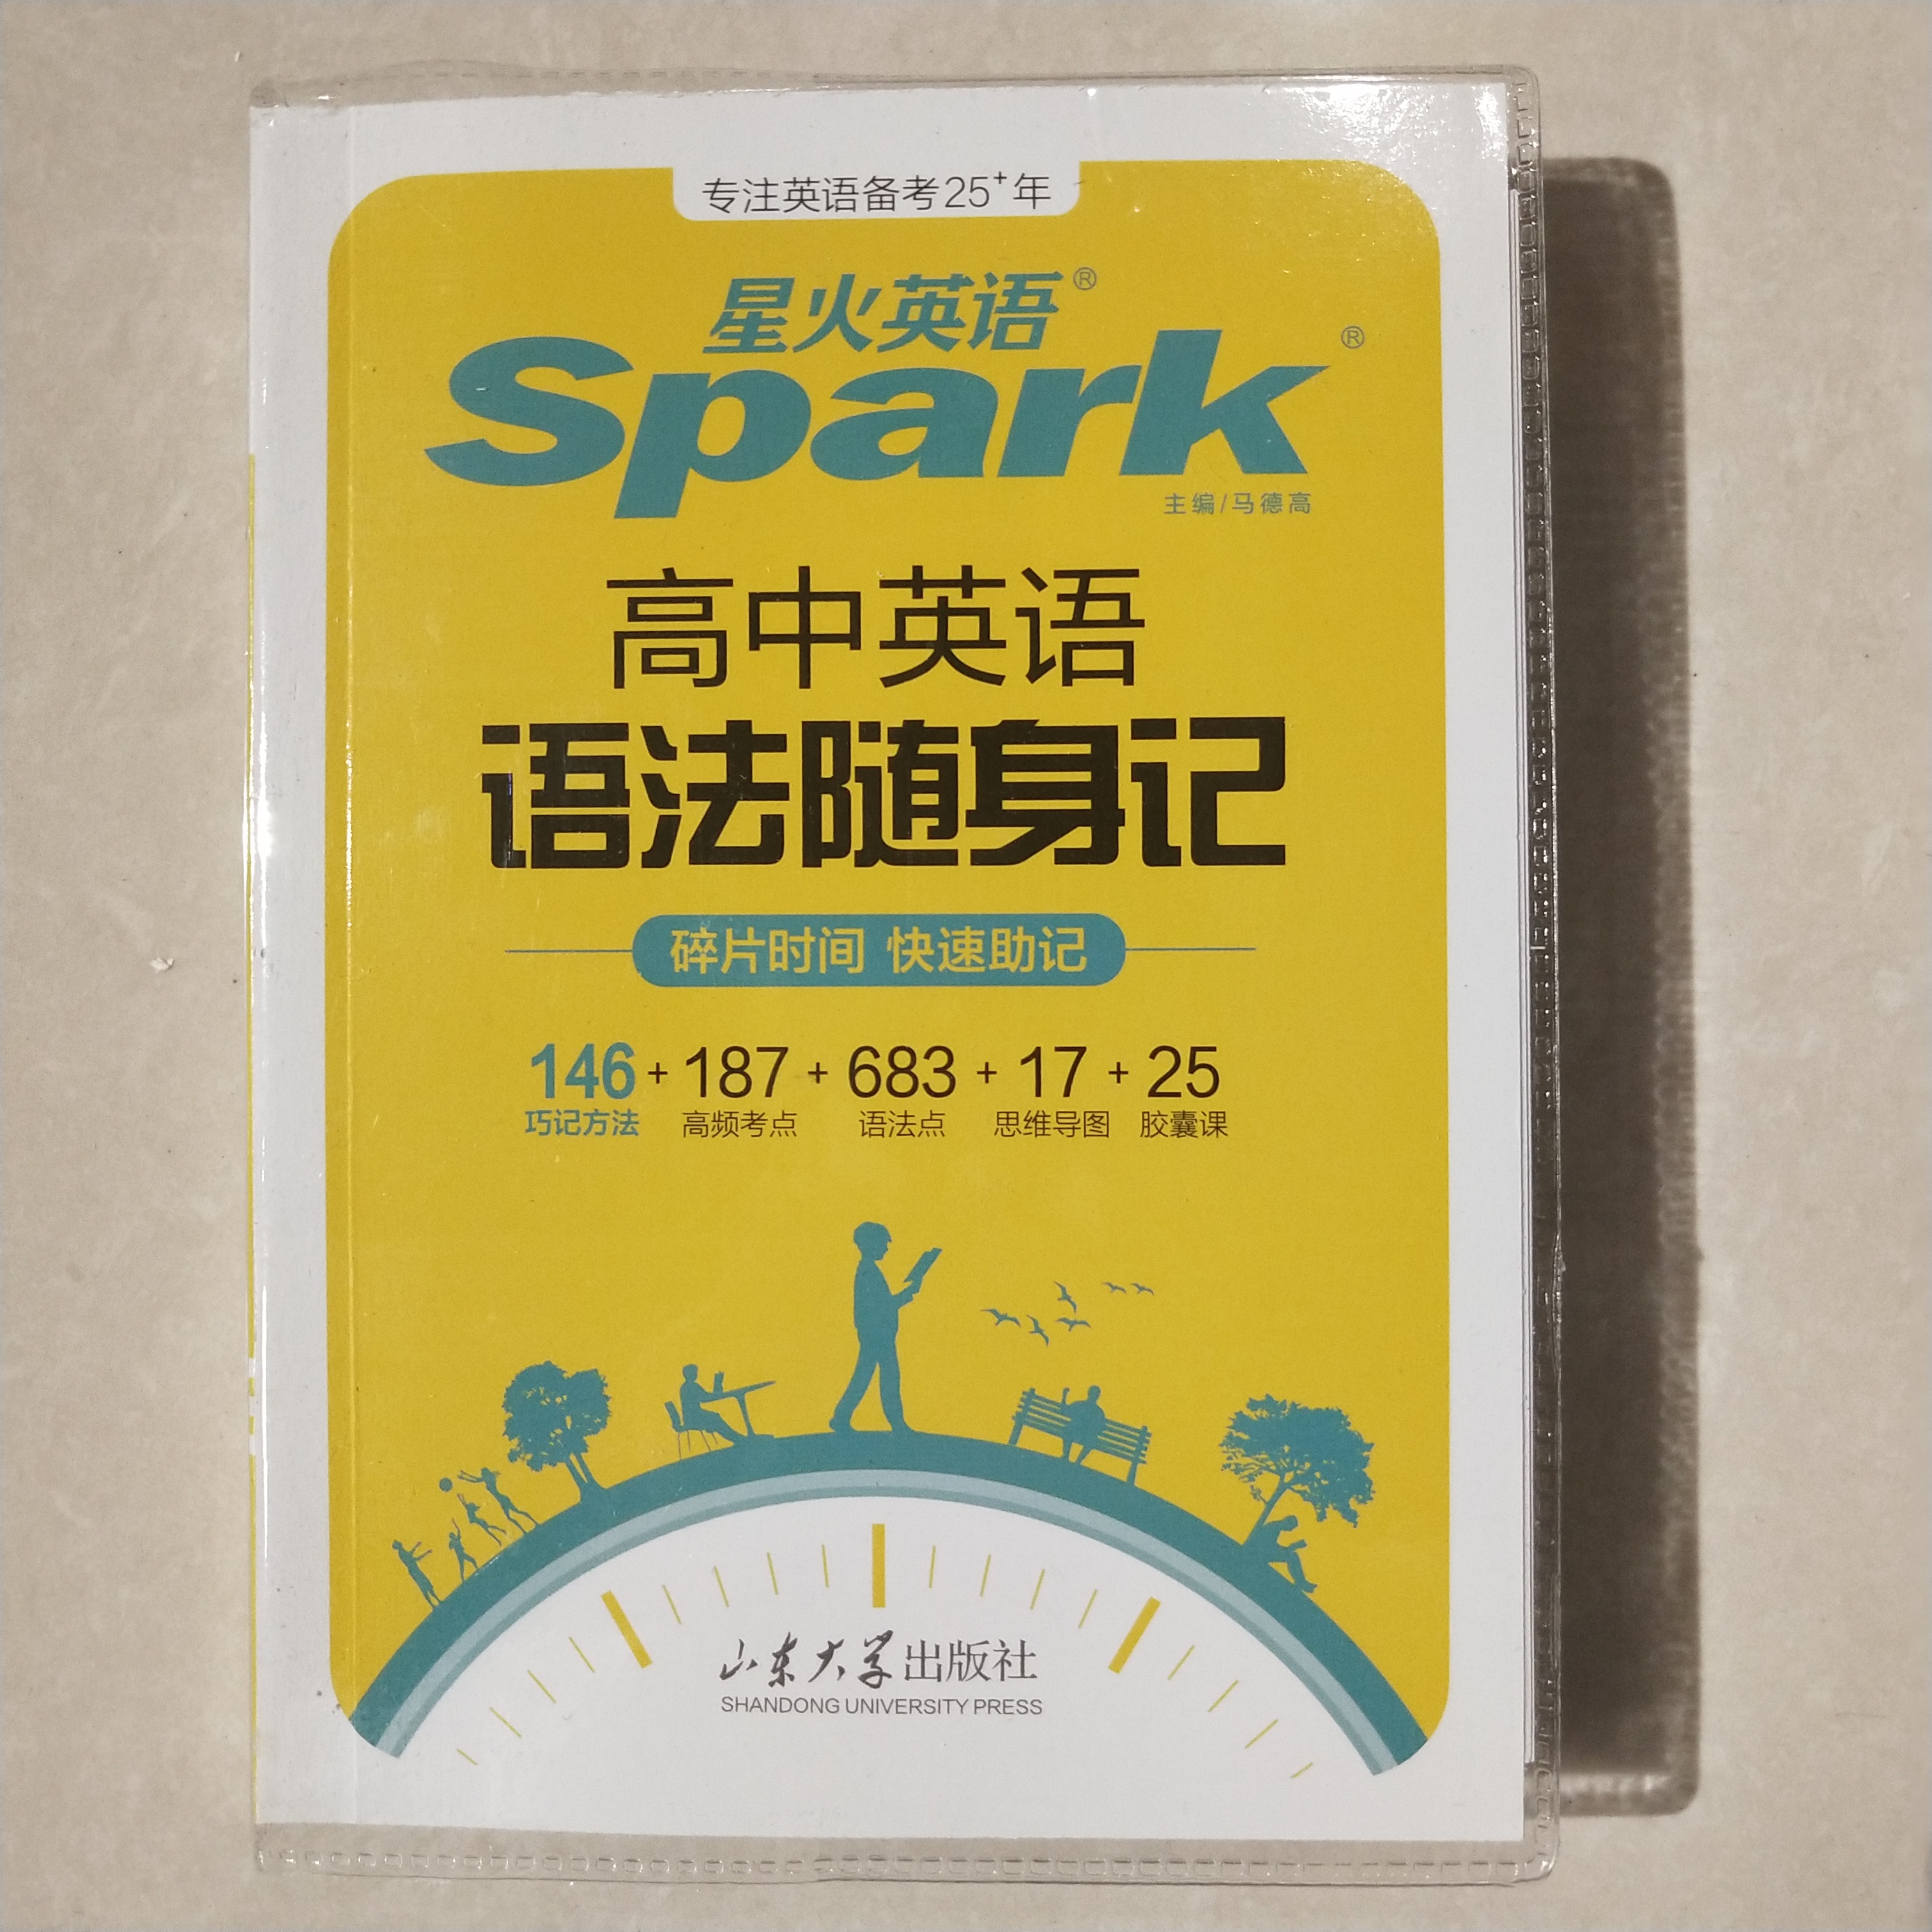 专注英语备考25+年
星火英语®
Spark®
主编/马德高
高中英语
语法随身记
碎片时间 快速助记
146 + 187 + 683 + 17 + 25
巧记方法 高频考点 语法点 思维导图 胶囊课
山东大学出版社
SHANDONG UNIVERSITY PRESS